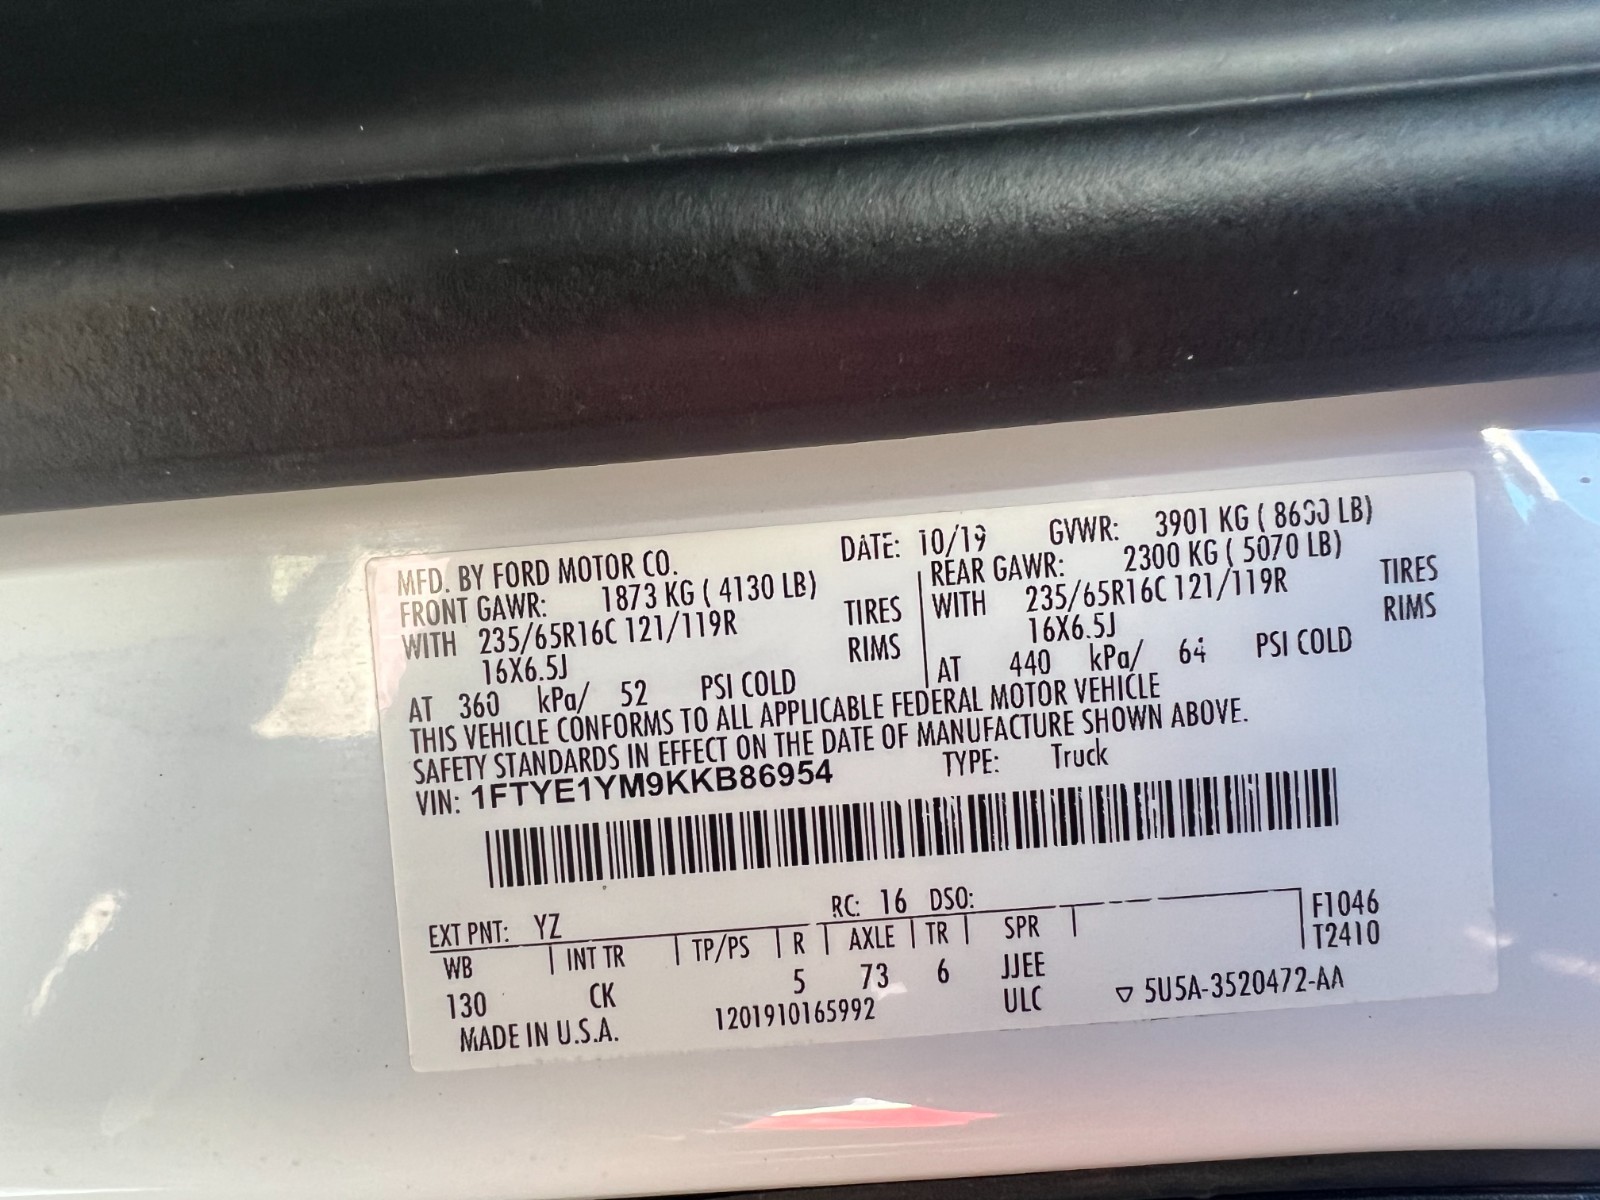 MFD. BY FORD MOTOR CO. DATE: 10/19 GVWR: 3901 KG ( 8600 LB)
FRONT GAWR: 1873 KG ( 4130 LB) REAR GAWR: 2300 KG ( 5070 LB)
WITH 235/65R16C 121/119R TIRES WITH 235/65R16C 121/119R TIRES
16X6.5J RIMS 16X6.5J RIMS
AT 360 kPa/ 52 PSI COLD AT 440 kPa/ 64 PSI COLD
THIS VEHICLE CONFORMS TO ALL APPLICABLE FEDERAL MOTOR VEHICLE
SAFETY STANDARDS IN EFFECT ON THE DATE OF MANUFACTURE SHOWN ABOVE.
VIN: 1FTYE1YM9KKB86954 TYPE: Truck
EXT PNT: YZ RC: 16 DSO:
WB INT TR TP/PS R AXLE TR SPR F1046
T2410
130 CK 5 73 6 JJEE
MADE IN U.S.A. 1201910165992 ULC ▽ 5U5A-3520472-AA